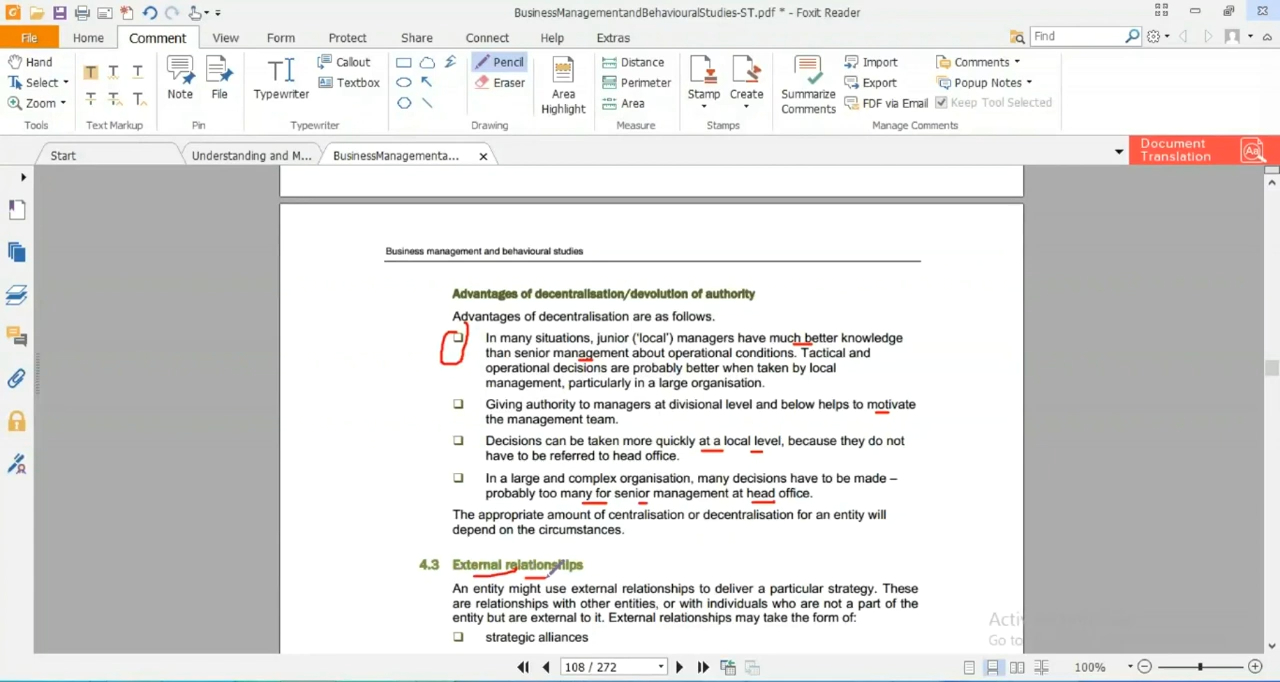 BusinessManagementandBehaviouralStudies-ST.pdf * - Foxit Reader
File Home Comment View Form Protect Share Connect Help Extras Find
Hand Select Zoom Tools
T T T T T T Text Markup
Note File Pin
Typewriter Callout Textbox Typewriter
Pencil Eraser Drawing
Area Highlight
Distance Perimeter Area Measure
Stamp Create Stamps
Summarize Comments Import Export FDF via Email Comments Popup Notes Keep Tool Selected Manage Comments
Start Understanding and M... BusinessManagementa... Document Translation Aa
Business management and behavioural studies
Advantages of decentralisation/devolution of authority
Advantages of decentralisation are as follows.
In many situations, junior (‘local’) managers have much better knowledge
than senior management about operational conditions. Tactical and
operational decisions are probably better when taken by local
management, particularly in a large organisation.
Giving authority to managers at divisional level and below helps to motivate
the management team.
Decisions can be taken more quickly at a local level, because they do not
have to be referred to head office.
In a large and complex organisation, many decisions have to be made –
probably too many for senior management at head office.
The appropriate amount of centralisation or decentralisation for an entity will
depend on the circumstances.
4.3 External relationships
An entity might use external relationships to deliver a particular strategy. These
are relationships with other entities, or with individuals who are not a part of the
entity but are external to it. External relationships may take the form of:
strategic alliances
Go to
108 / 272 100%